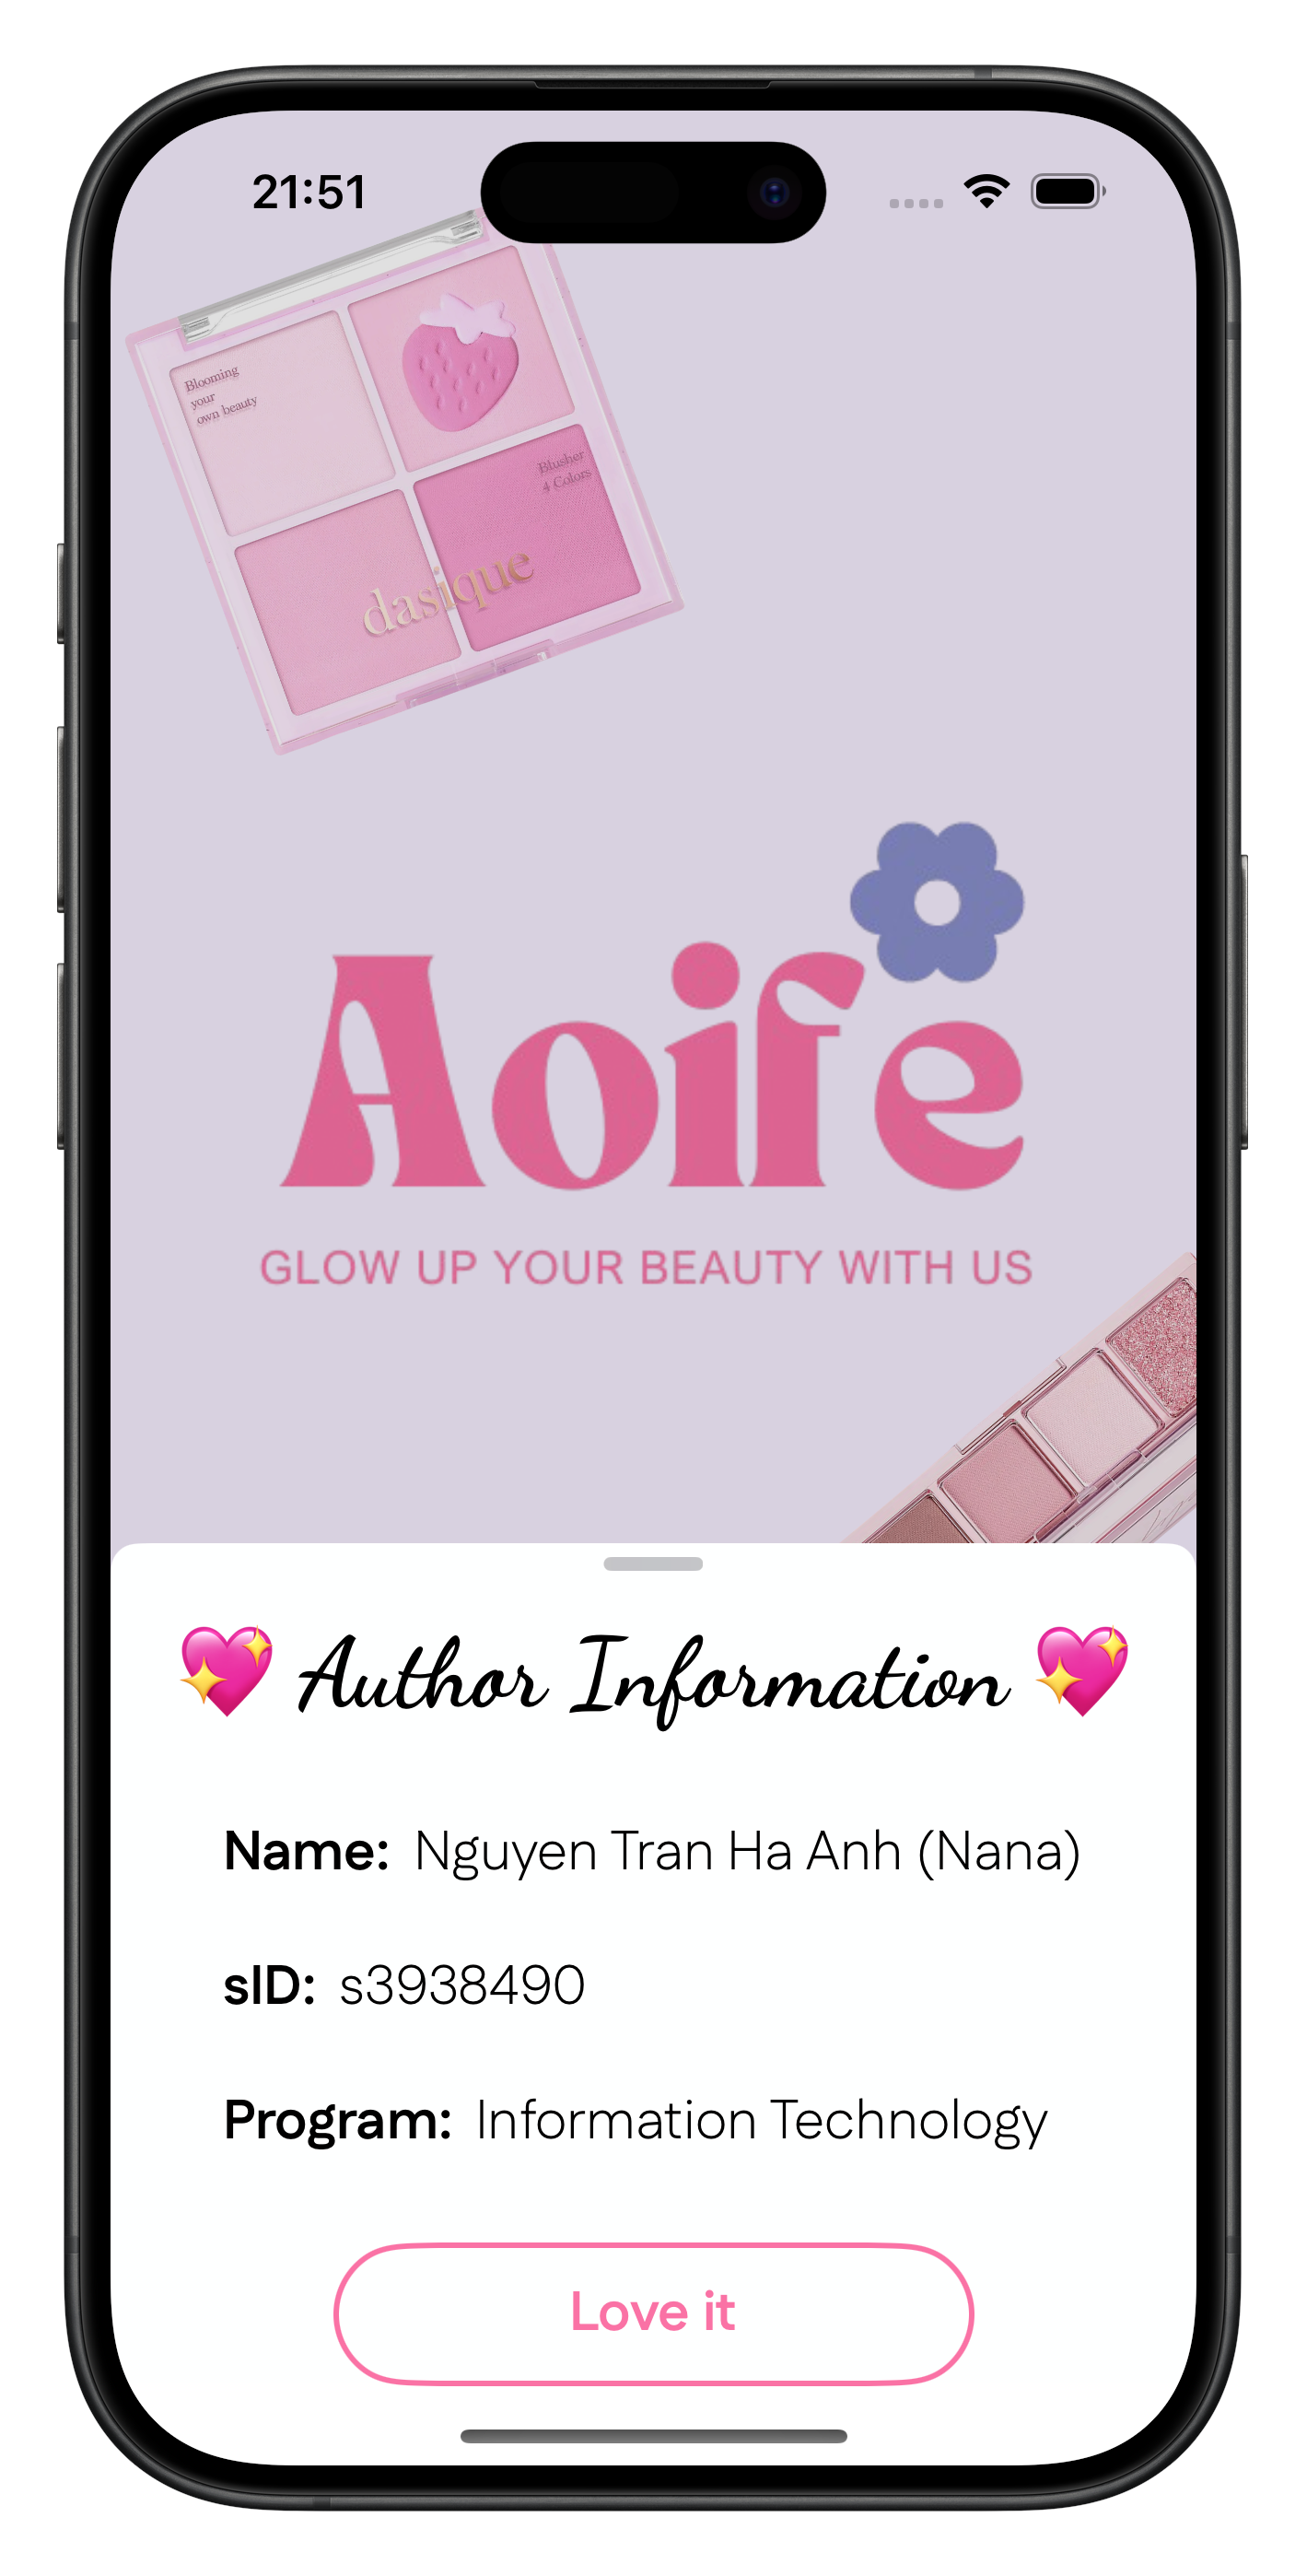 21:51
Blooming
your
own beauty
Blusher
4 Colors
dasique
Aoife
GLOW UP YOUR BEAUTY WITH US
💖 Author Information 💖
Name: Nguyen Tran Ha Anh (Nana)
sID: s3938490
Program: Information Technology
Love it